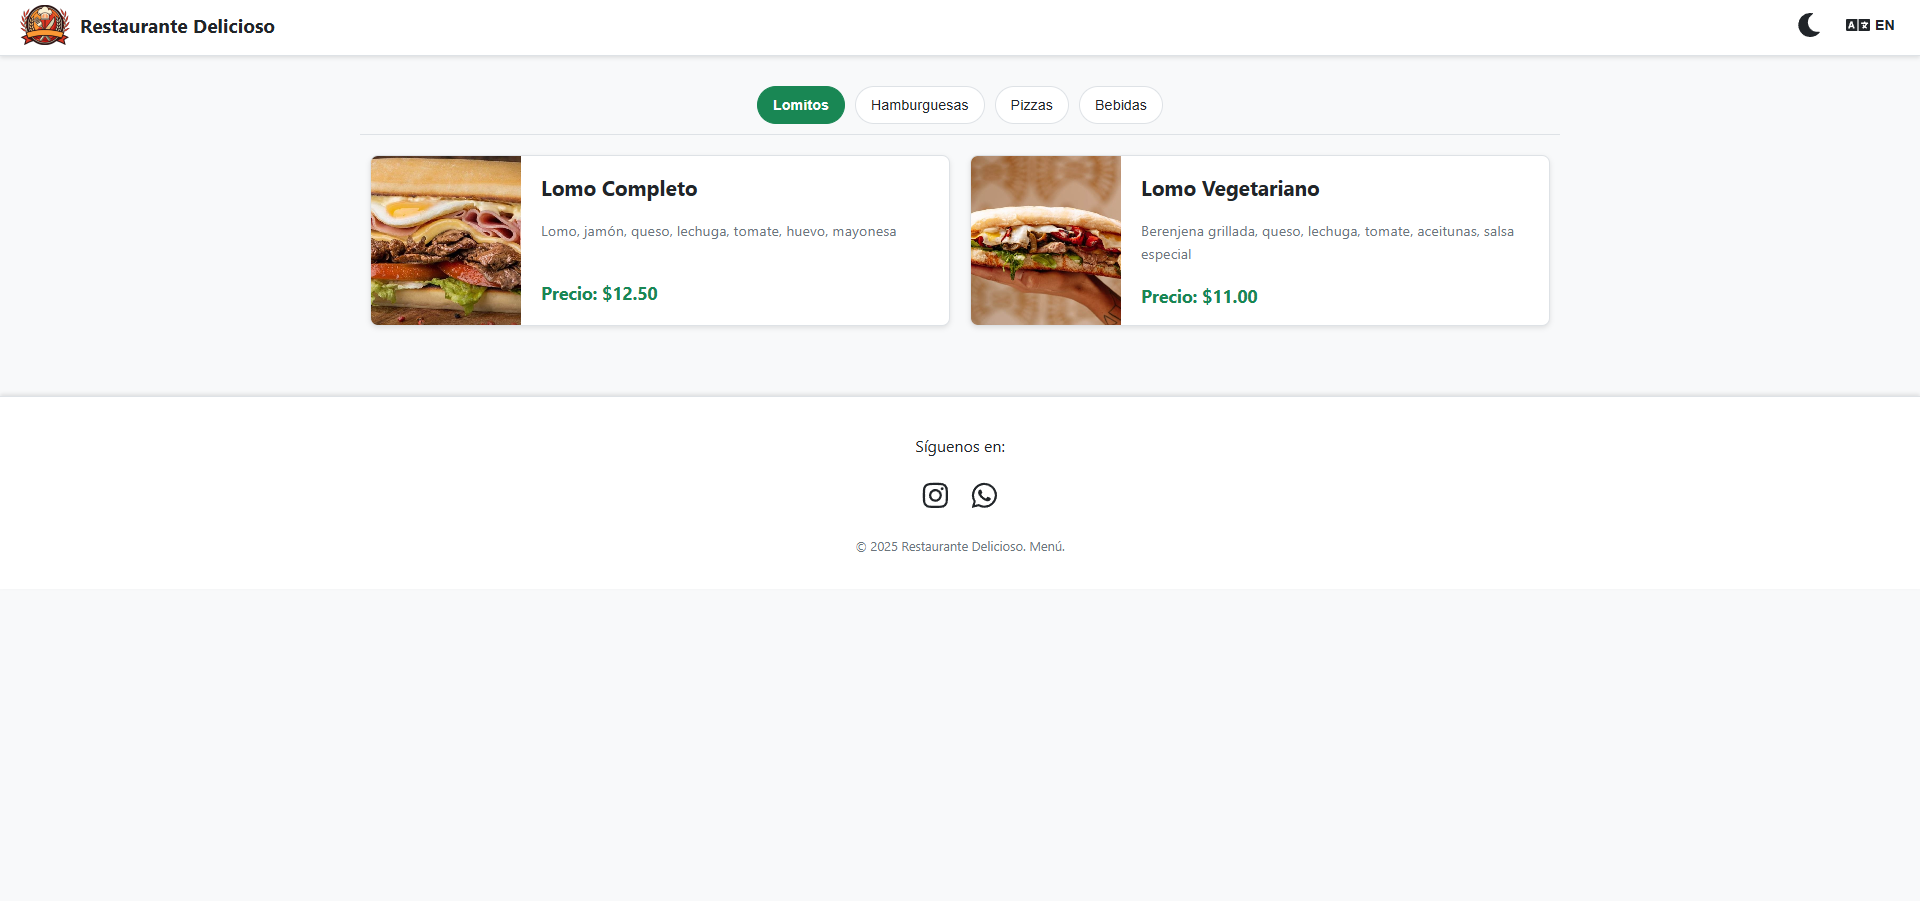 Restaurante Delicioso
EN
Lomitos
Hamburguesas
Pizzas
Bebidas
Lomo Completo
Lomo, jamón, queso, lechuga, tomate, huevo, mayonesa
Precio: $12.50
Lomo Vegetariano
Berenjena grillada, queso, lechuga, tomate, aceitunas, salsa
especial
Precio: $11.00
Síguenos en:
© 2025 Restaurante Delicioso. Menú.